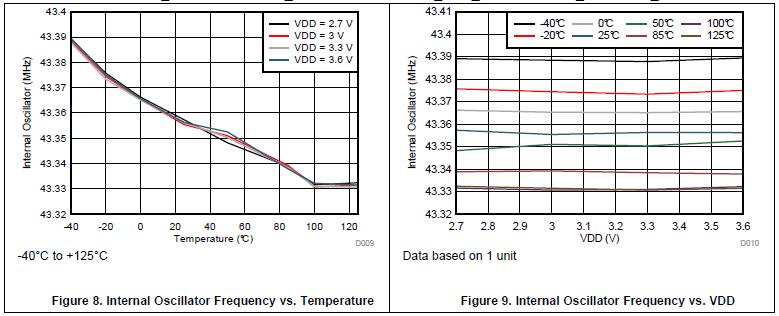 43.4
43.39
43.38
43.37
43.36
43.35
43.34
43.33
43.32
Internal Oscillator (MHz)
VDD = 2.7 V
VDD = 3 V
VDD = 3.3 V
VDD = 3.6 V
-40 -20 0 20 40 60 80 100 120
Temperature (°C)
D009
-40°C to +125°C
Figure 8. Internal Oscillator Frequency vs. Temperature
43.41
43.4
43.39
43.38
43.37
43.36
43.35
43.34
43.33
43.32
Internal Oscillator (MHz)
-40°C 0°C 50°C 100°C
-20°C 25°C 85°C 125°C
2.7 2.8 2.9 3 3.1 3.2 3.3 3.4 3.5 3.6
VDD (V)
D010
Data based on 1 unit
Figure 9. Internal Oscillator Frequency vs. VDD